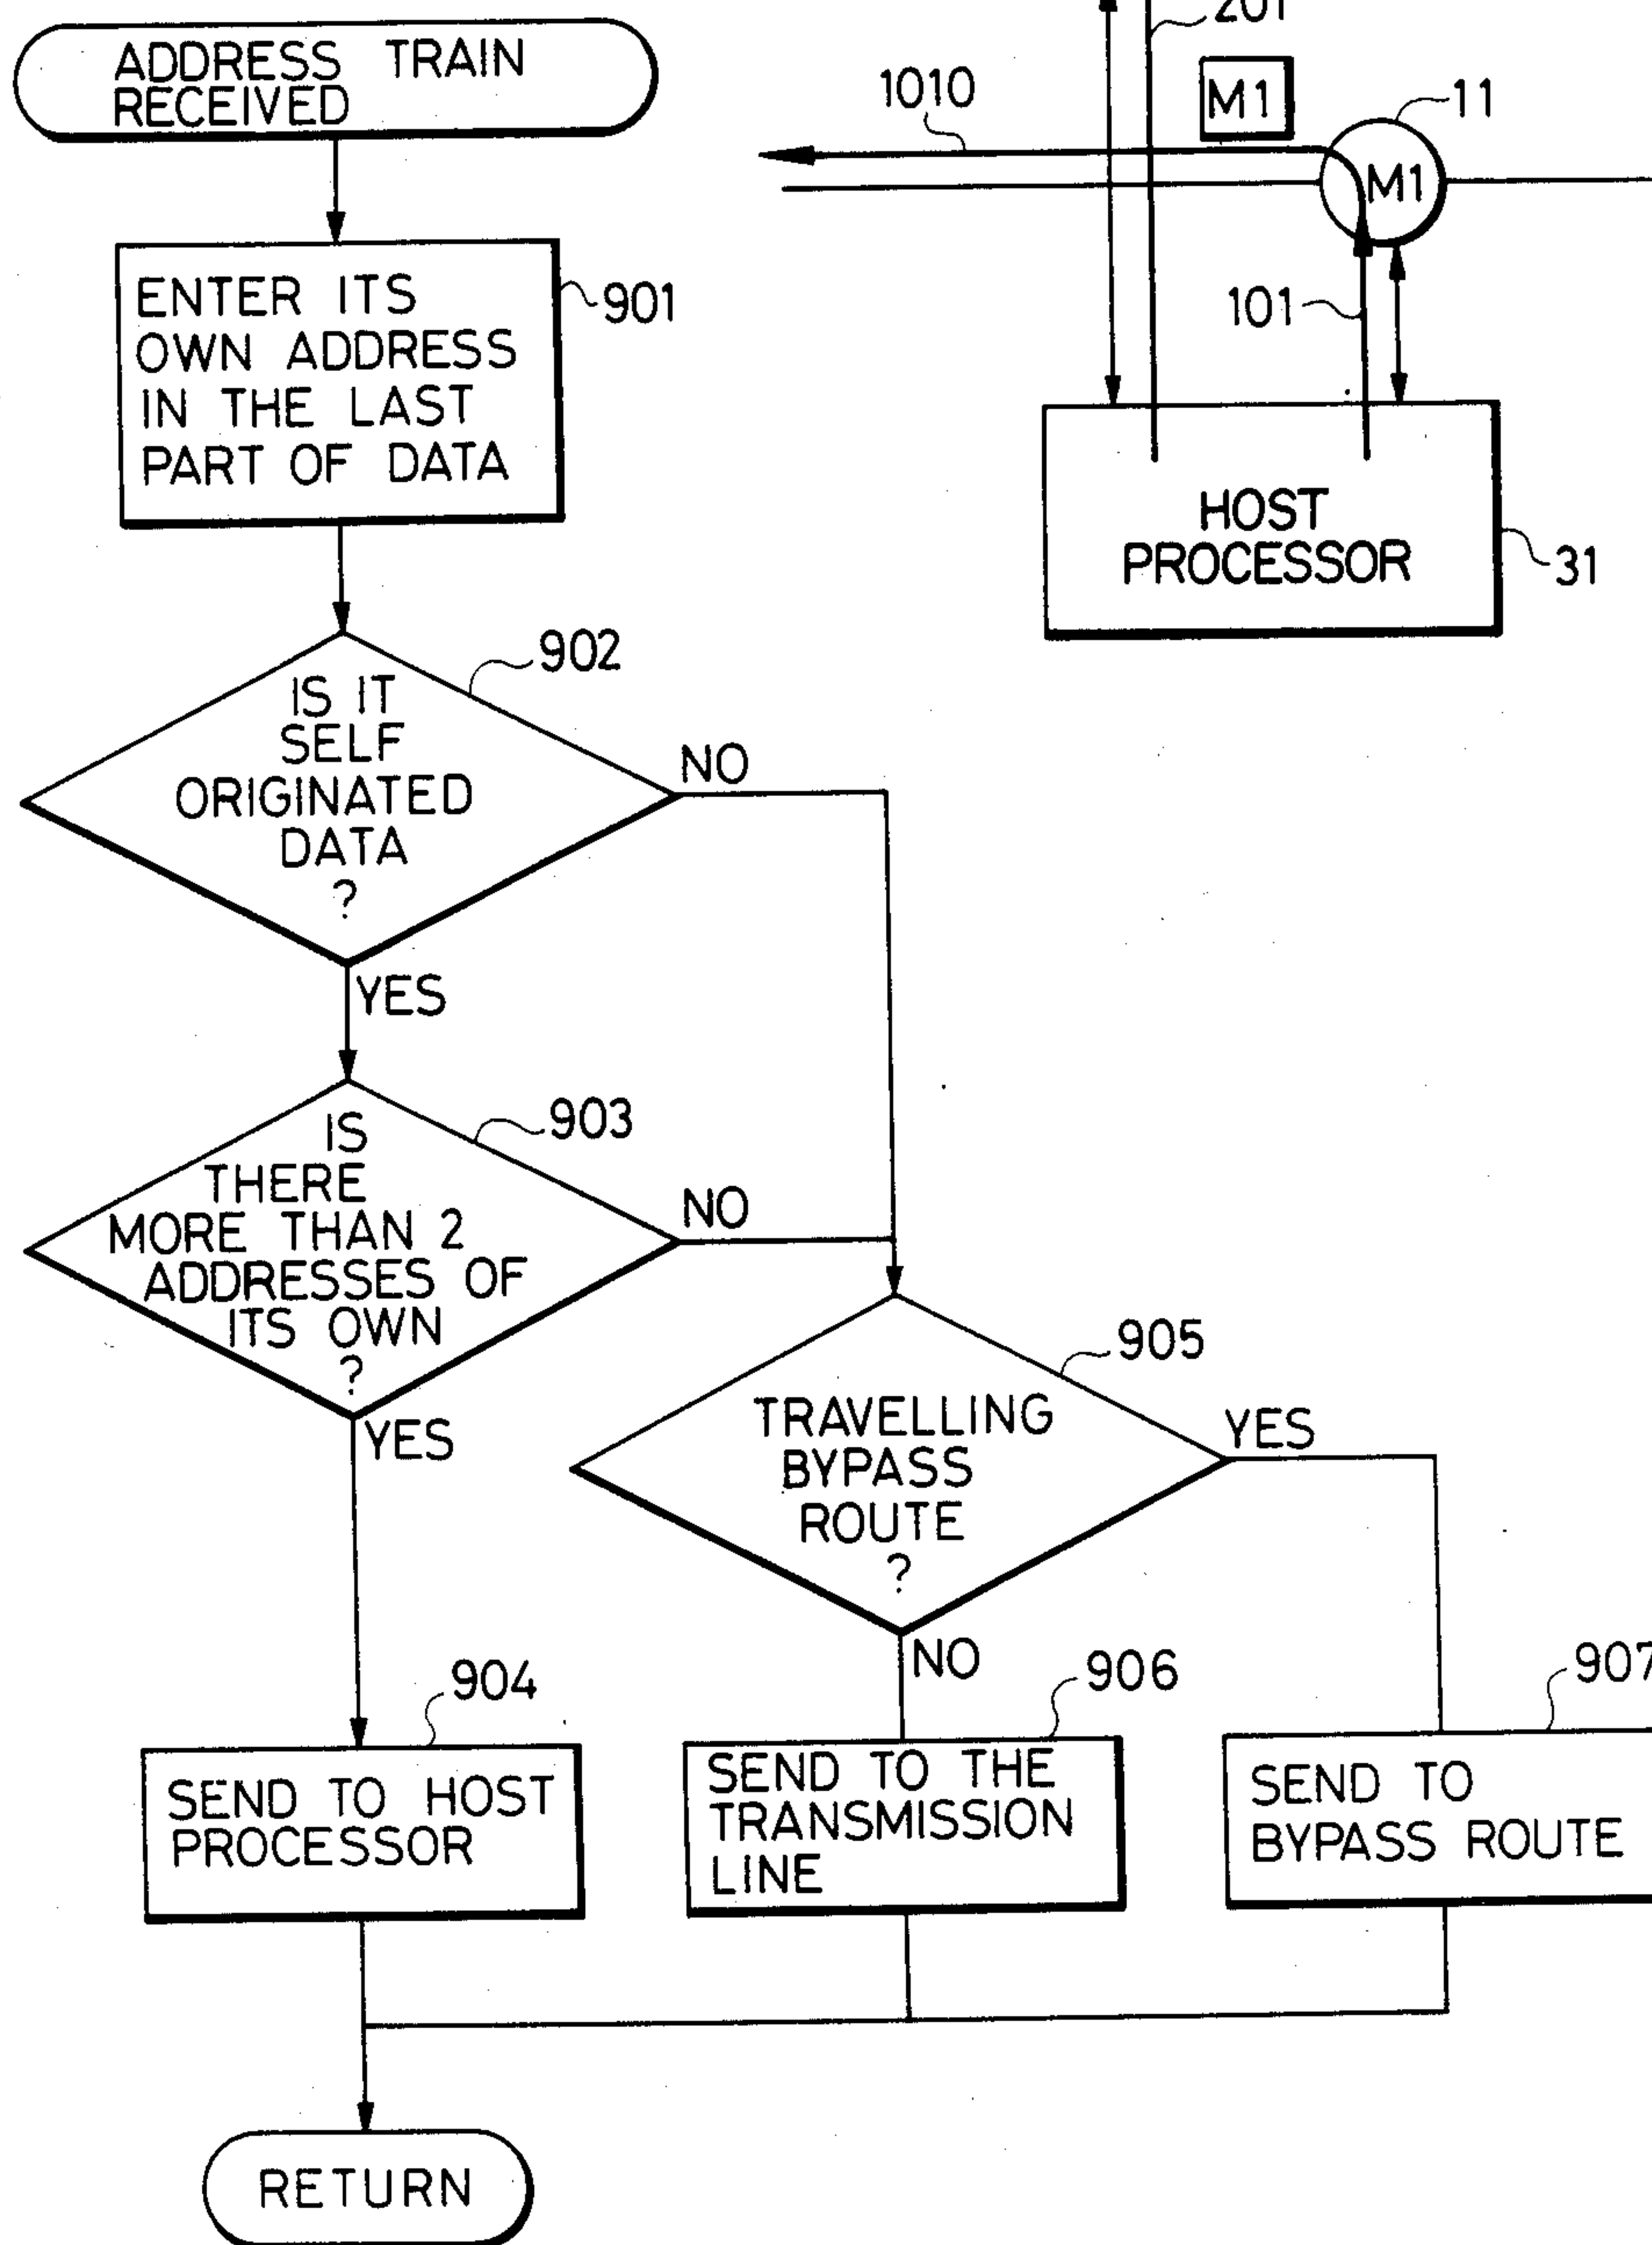 ADDRESS TRAIN
RECEIVED
ENTER ITS
OWN ADDRESS
IN THE LAST
PART OF DATA
901
902
IS IT
SELF
ORIGINATED
DATA
?
NO
YES
903
IS
THERE
MORE THAN 2
ADDRESSES OF
ITS OWN
?
NO
YES
905
TRAVELLING
BYPASS
ROUTE
?
YES
NO
904
SEND TO HOST
PROCESSOR
906
SEND TO THE
TRANSMISSION
LINE
907
SEND TO
BYPASS ROUTE
RETURN
201
1010
M1
11
M1
101
HOST
PROCESSOR
31